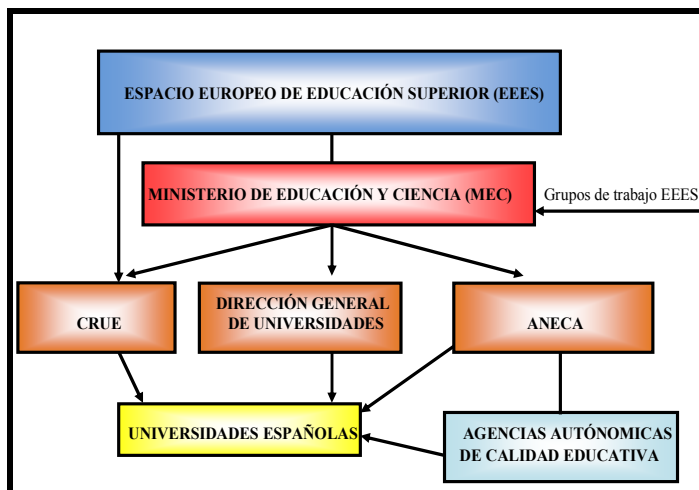 ESPACIO EUROPEO DE EDUCACIÓN SUPERIOR (EEES)
MINISTERIO DE EDUCACIÓN Y CIENCIA (MEC)
Grupos de trabajo EEES
CRUE
DIRECCIÓN GENERAL
DE UNIVERSIDADES
ANECA
UNIVERSIDADES ESPAÑOLAS
AGENCIAS AUTÓNOMICAS
DE CALIDAD EDUCATIVA